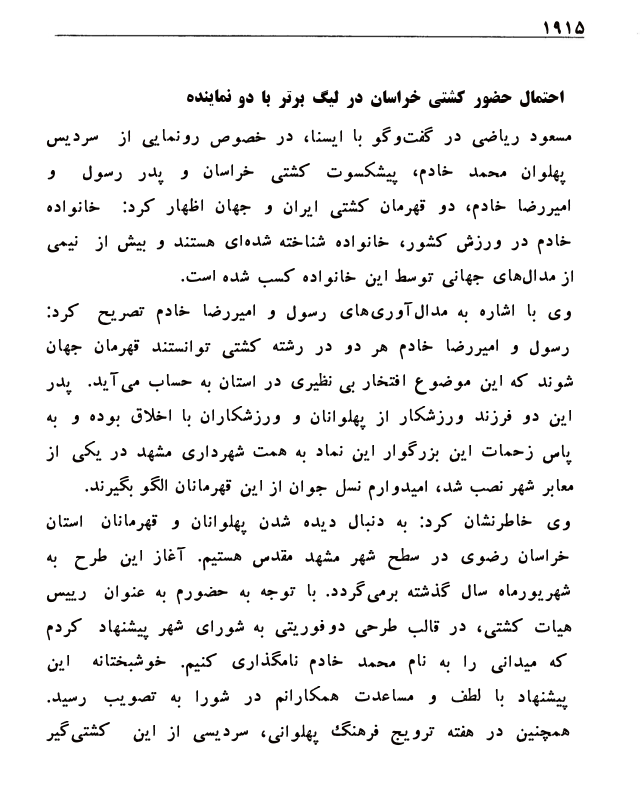 ۱۹۱۵
احتمال حضور کشتی خراسان در لیگ برتر با دو نماینده
مسعود ریاضی در گفت‌وگو با ایسنا، در خصوص رونمایی از سردیس
پهلوان محمد خادم، پیشکسوت کشتی خراسان و پدر رسول و
امیررضا خادم، دو قهرمان کشتی ایران و جهان اظهار کرد: خانواده
خادم در ورزش کشور، خانواده شناخته شده‌ای هستند و بیش از نیمی
از مدال‌های جهانی توسط این خانواده کسب شده است.
وی با اشاره به مدال‌آوری‌های رسول و امیررضا خادم تصریح کرد:
رسول و امیررضا خادم هر دو در رشته کشتی توانستند قهرمان جهان
شوند که این موضوع افتخار بی نظیری در استان به حساب می‌آید. پدر
این دو فرزند ورزشکار از پهلوانان و ورزشکاران با اخلاق بوده و به
پاس زحمات این بزرگوار این نماد به همت شهرداری مشهد در یکی از
معابر شهر نصب شد، امیدوارم نسل جوان از این قهرمانان الگو بگیرند.
وی خاطرنشان کرد: به دنبال دیده شدن پهلوانان و قهرمانان استان
خراسان رضوی در سطح شهر مشهد مقدس هستیم. آغاز این طرح به
شهریورماه سال گذشته برمی‌گردد. با توجه به حضورم به عنوان رییس
هیات کشتی، در قالب طرحی دوفوریتی به شورای شهر پیشنهاد کردم
که میدانی را به نام محمد خادم نامگذاری کنیم. خوشبختانه این
پیشنهاد با لطف و مساعدت همکارانم در شورا به تصویب رسید.
همچنین در هفته ترویج فرهنگ پهلوانی، سردیسی از این کشتی‌گیر